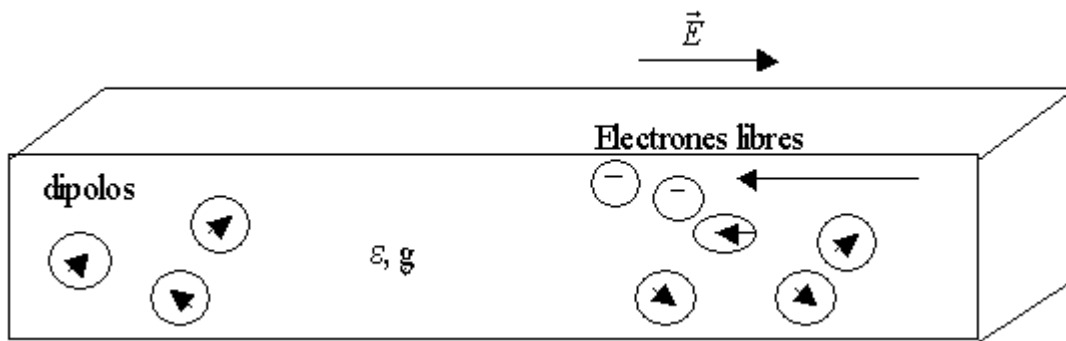 E
Electrones libres
dipolos
− −
ε, g